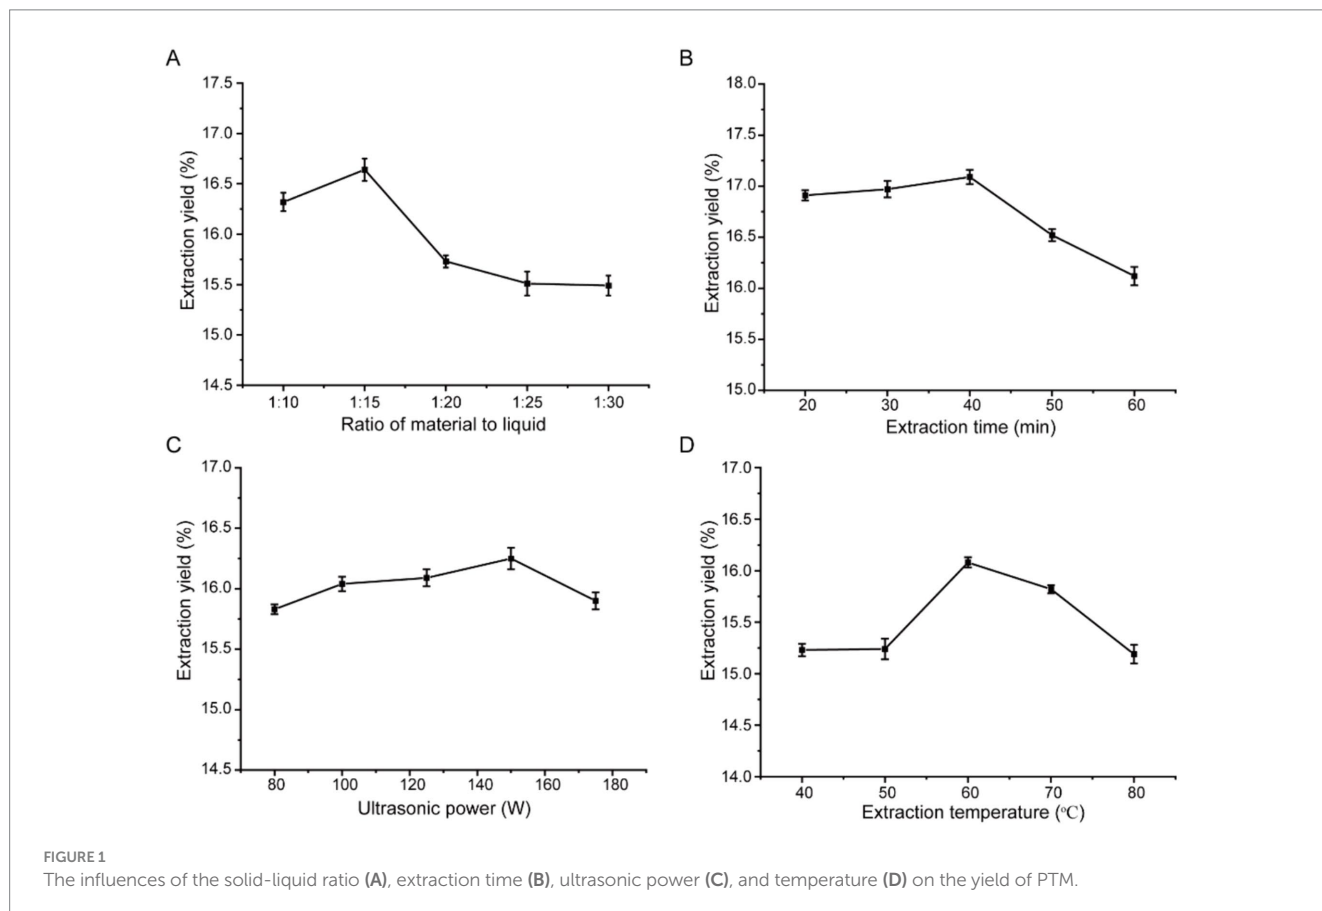 A
17.5
17.0
16.5
16.0
15.5
15.0
14.5
Extraction yield (%)
1:10 1:15 1:20 1:25 1:30
Ratio of material to liquid
B
18.0
17.5
17.0
16.5
16.0
15.5
15.0
Extraction yield (%)
20 30 40 50 60
Extraction time (min)
C
17.0
16.5
16.0
15.5
15.0
14.5
Extraction yield (%)
80 100 120 140 160 180
Ultrasonic power (W)
D
17.0
16.5
16.0
15.5
15.0
14.5
14.0
Extraction yield (%)
40 50 60 70 80
Extraction temperature (°C)
FIGURE 1
The influences of the solid-liquid ratio (A), extraction time (B), ultrasonic power (C), and temperature (D) on the yield of PTM.